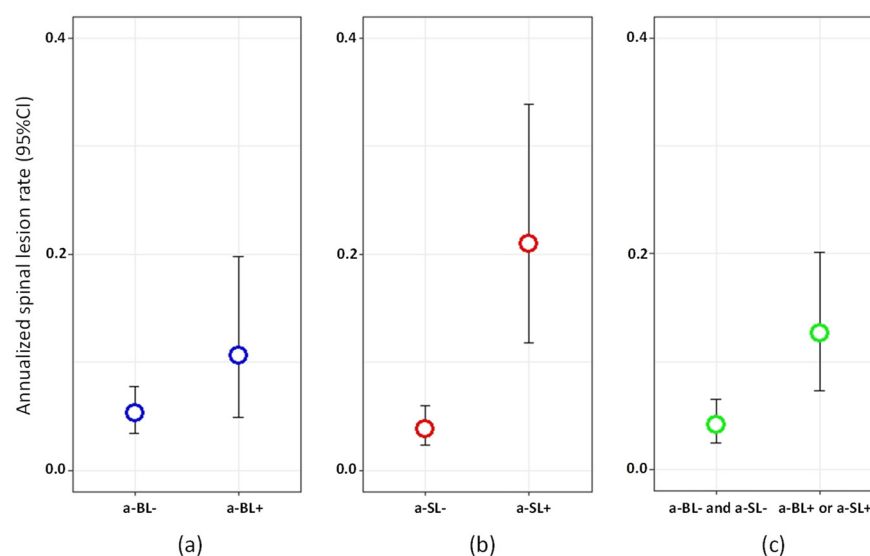 Annualized spinal lesion rate (95%CI)
0.4
0.2
0.0
a-BL- a-BL+
(a)
0.4
0.2
0.0
a-SL- a-SL+
(b)
0.4
0.2
0.0
a-BL- and a-SL- a-BL+ or a-SL+
(c)